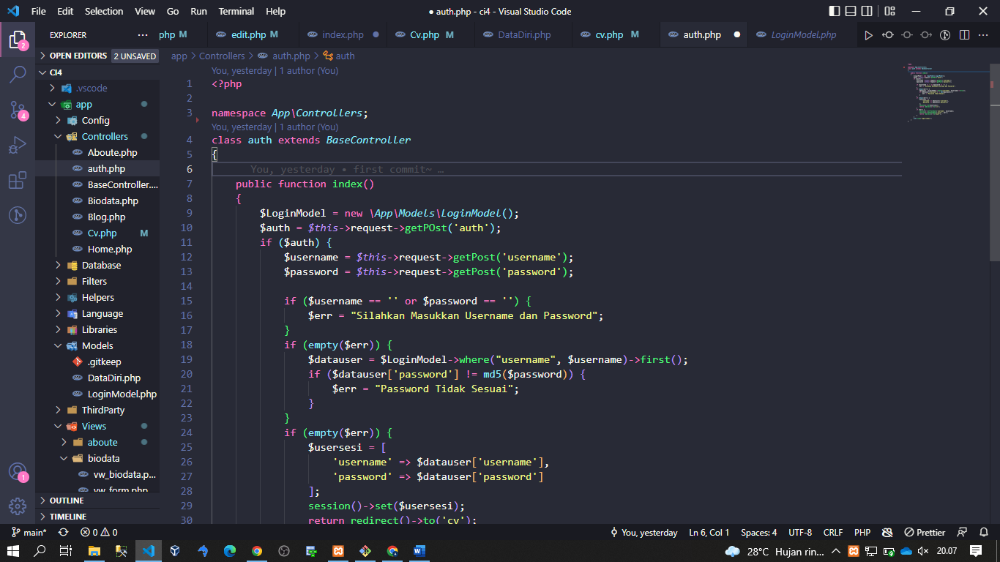 File Edit Selection View Go Run Terminal Help
● auth.php - ci4 - Visual Studio Code
EXPLORER ...
php M edit.php M index.php Cv.php M DataDiri.php cv.php M auth.php LoginModel.php
OPEN EDITORS 2 UNSAVED
app > Controllers > auth.php > auth
CI4
.vscode
app
Config
Controllers
Aboute.php
auth.php
BaseController....
Biodata.php
Blog.php
Cv.php M
Home.php
Database
Filters
Helpers
Language
Libraries
Models
.gitkeep
DataDiri.php
LoginModel.php
ThirdParty
Views
aboute
biodata
vw_biodata.p...
vw_form.php
OUTLINE
TIMELINE
2
4
1
You, yesterday | 1 author (You)
1 <?php
2
3 namespace App\Controllers;
You, yesterday | 1 author (You)
4 class auth extends BaseController
5 {
6 You, yesterday • first commit~ …
7 public function index()
8 {
9 $LoginModel = new \App\Models\LoginModel();
10 $auth = $this->request->getPOst('auth');
11 if ($auth) {
12 $username = $this->request->getPost('username');
13 $password = $this->request->getPost('password');
14
15 if ($username == '' or $password == '') {
16 $err = "Silahkan Masukkan Username dan Password";
17 }
18 if (empty($err)) {
19 $datauser = $LoginModel->where("username", $username)->first();
20 if ($datauser['password'] != md5($password)) {
21 $err = "Password Tidak Sesuai";
22 }
23 }
24 if (empty($err)) {
25 $usersesi = [
26 'username' => $datauser['username'],
27 'password' => $datauser['password']
28 ];
29 session()->set($usersesi);
30 return redirect()->to('cv');
main* 0 0
You, yesterday Ln 6, Col 1 Spaces: 4 UTF-8 CRLF PHP Prettier
28°C Hujan rin... 20.07